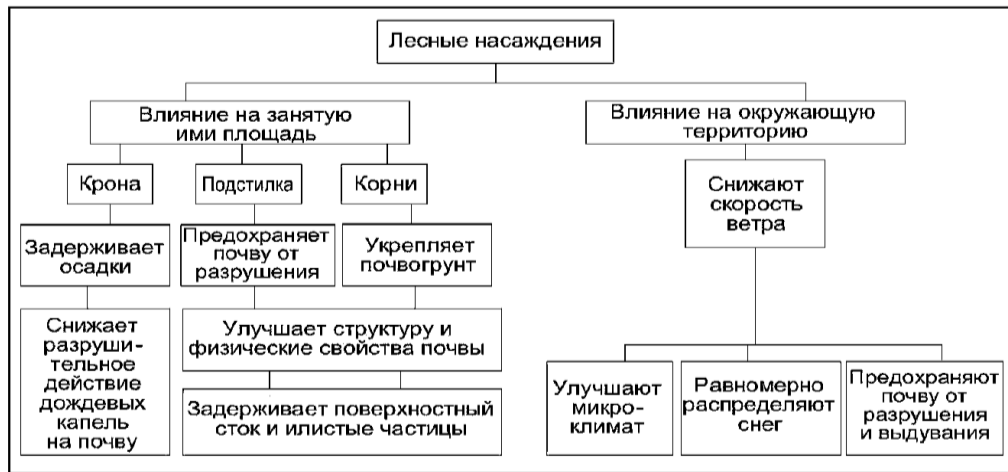 Лесные насаждения
Влияние на занятую
ими площадь
Влияние на окружающую
территорию
Крона
Подстилка
Корни
Снижают
скорость
ветра
Задерживает
осадки
Предохраняет
почву от
разрушения
Укрепляет
почвогрунт
Снижает
разруши-
тельное
действие
дождевых
капель
на почву
Улучшает структуру и
физические свойства почвы
Задерживает поверхностный
сток и илистые частицы
Улучшают
микро-
климат
Равномерно
распределяют
снег
Предохраняют
почву от
разрушения
и выдувания